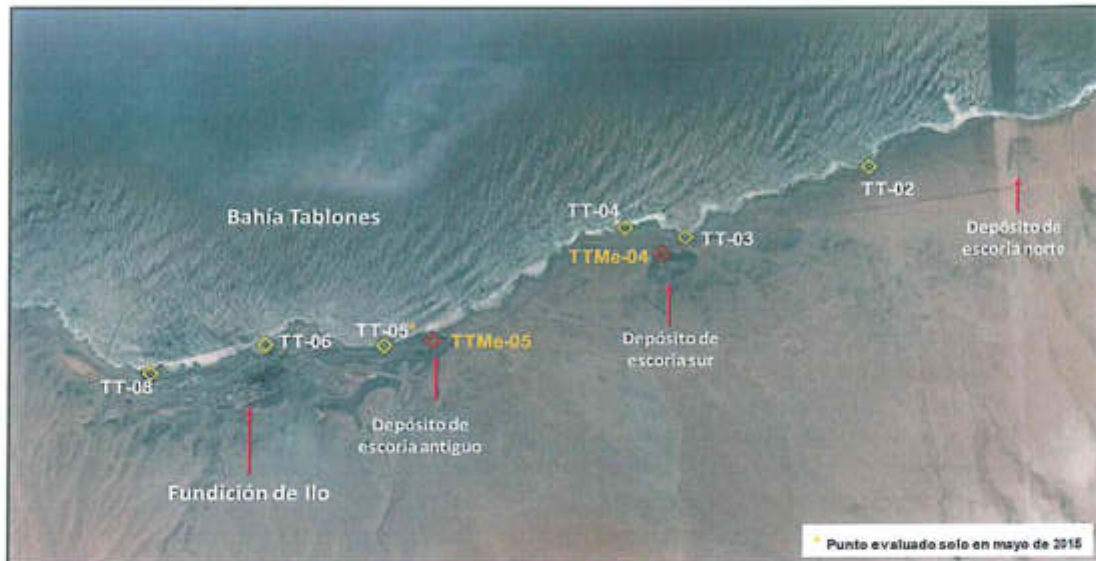 TT-02
Bahía Tablones
TT-04
Depósito de
escoria norte
TT-03
TTMe-04
Depósito de
escoria sur
TT-05*
TTMe-05
TT-06
TT-08
Depósito de
escoria antiguo
Fundición de Ilo
* Punto evaluado solo en mayo de 2015